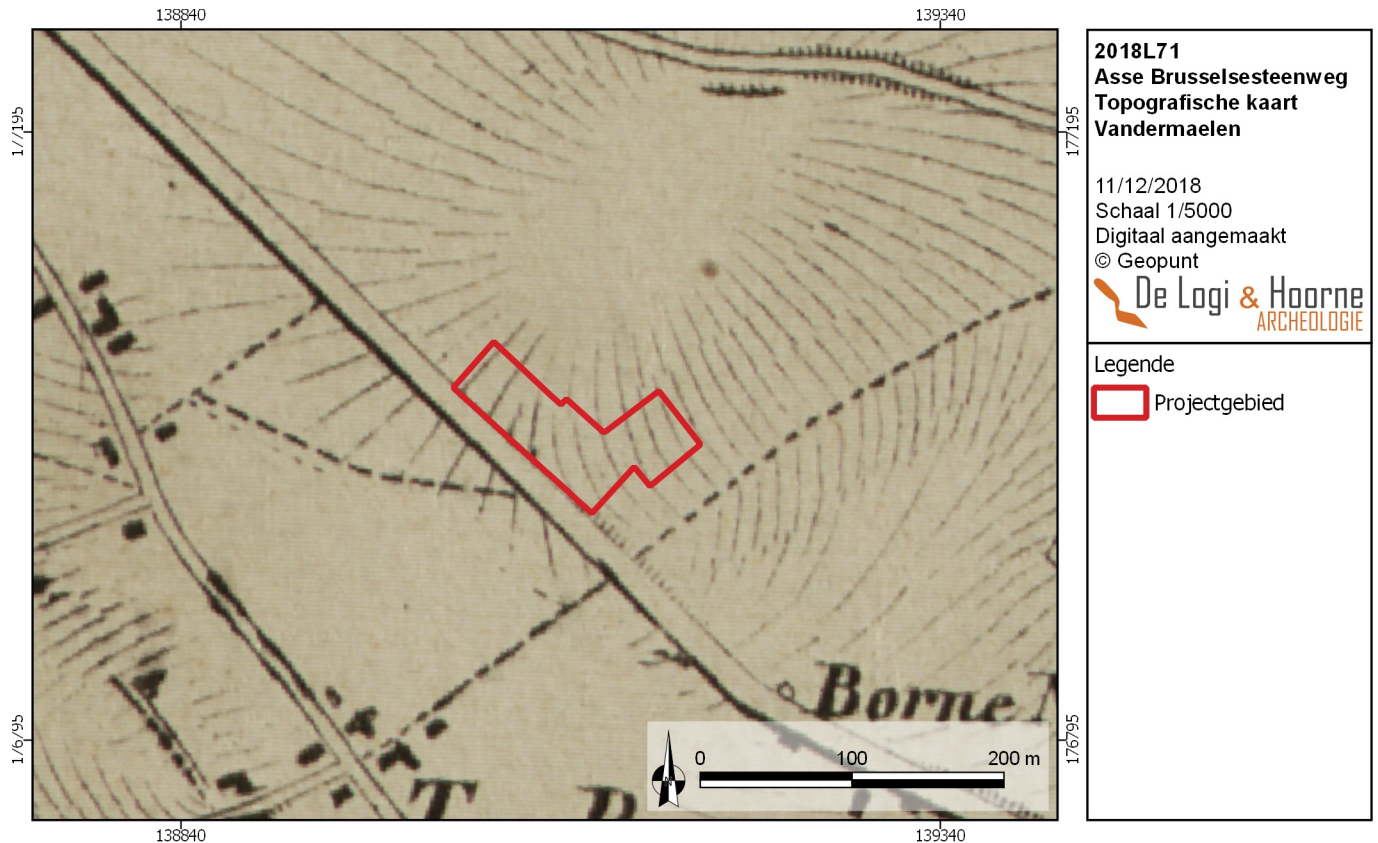 138840
139340
177195
177195
176795
176795
138840
139340
Borne
T
0 100 200 m
N
2018L71
Asse Brusselsesteenweg
Topografische kaart
Vandermaelen
11/12/2018
Schaal 1/5000
Digitaal aangemaakt
© Geopunt
De Logi & Hoorne
ARCHEOLOGIE
Legende
Projectgebied